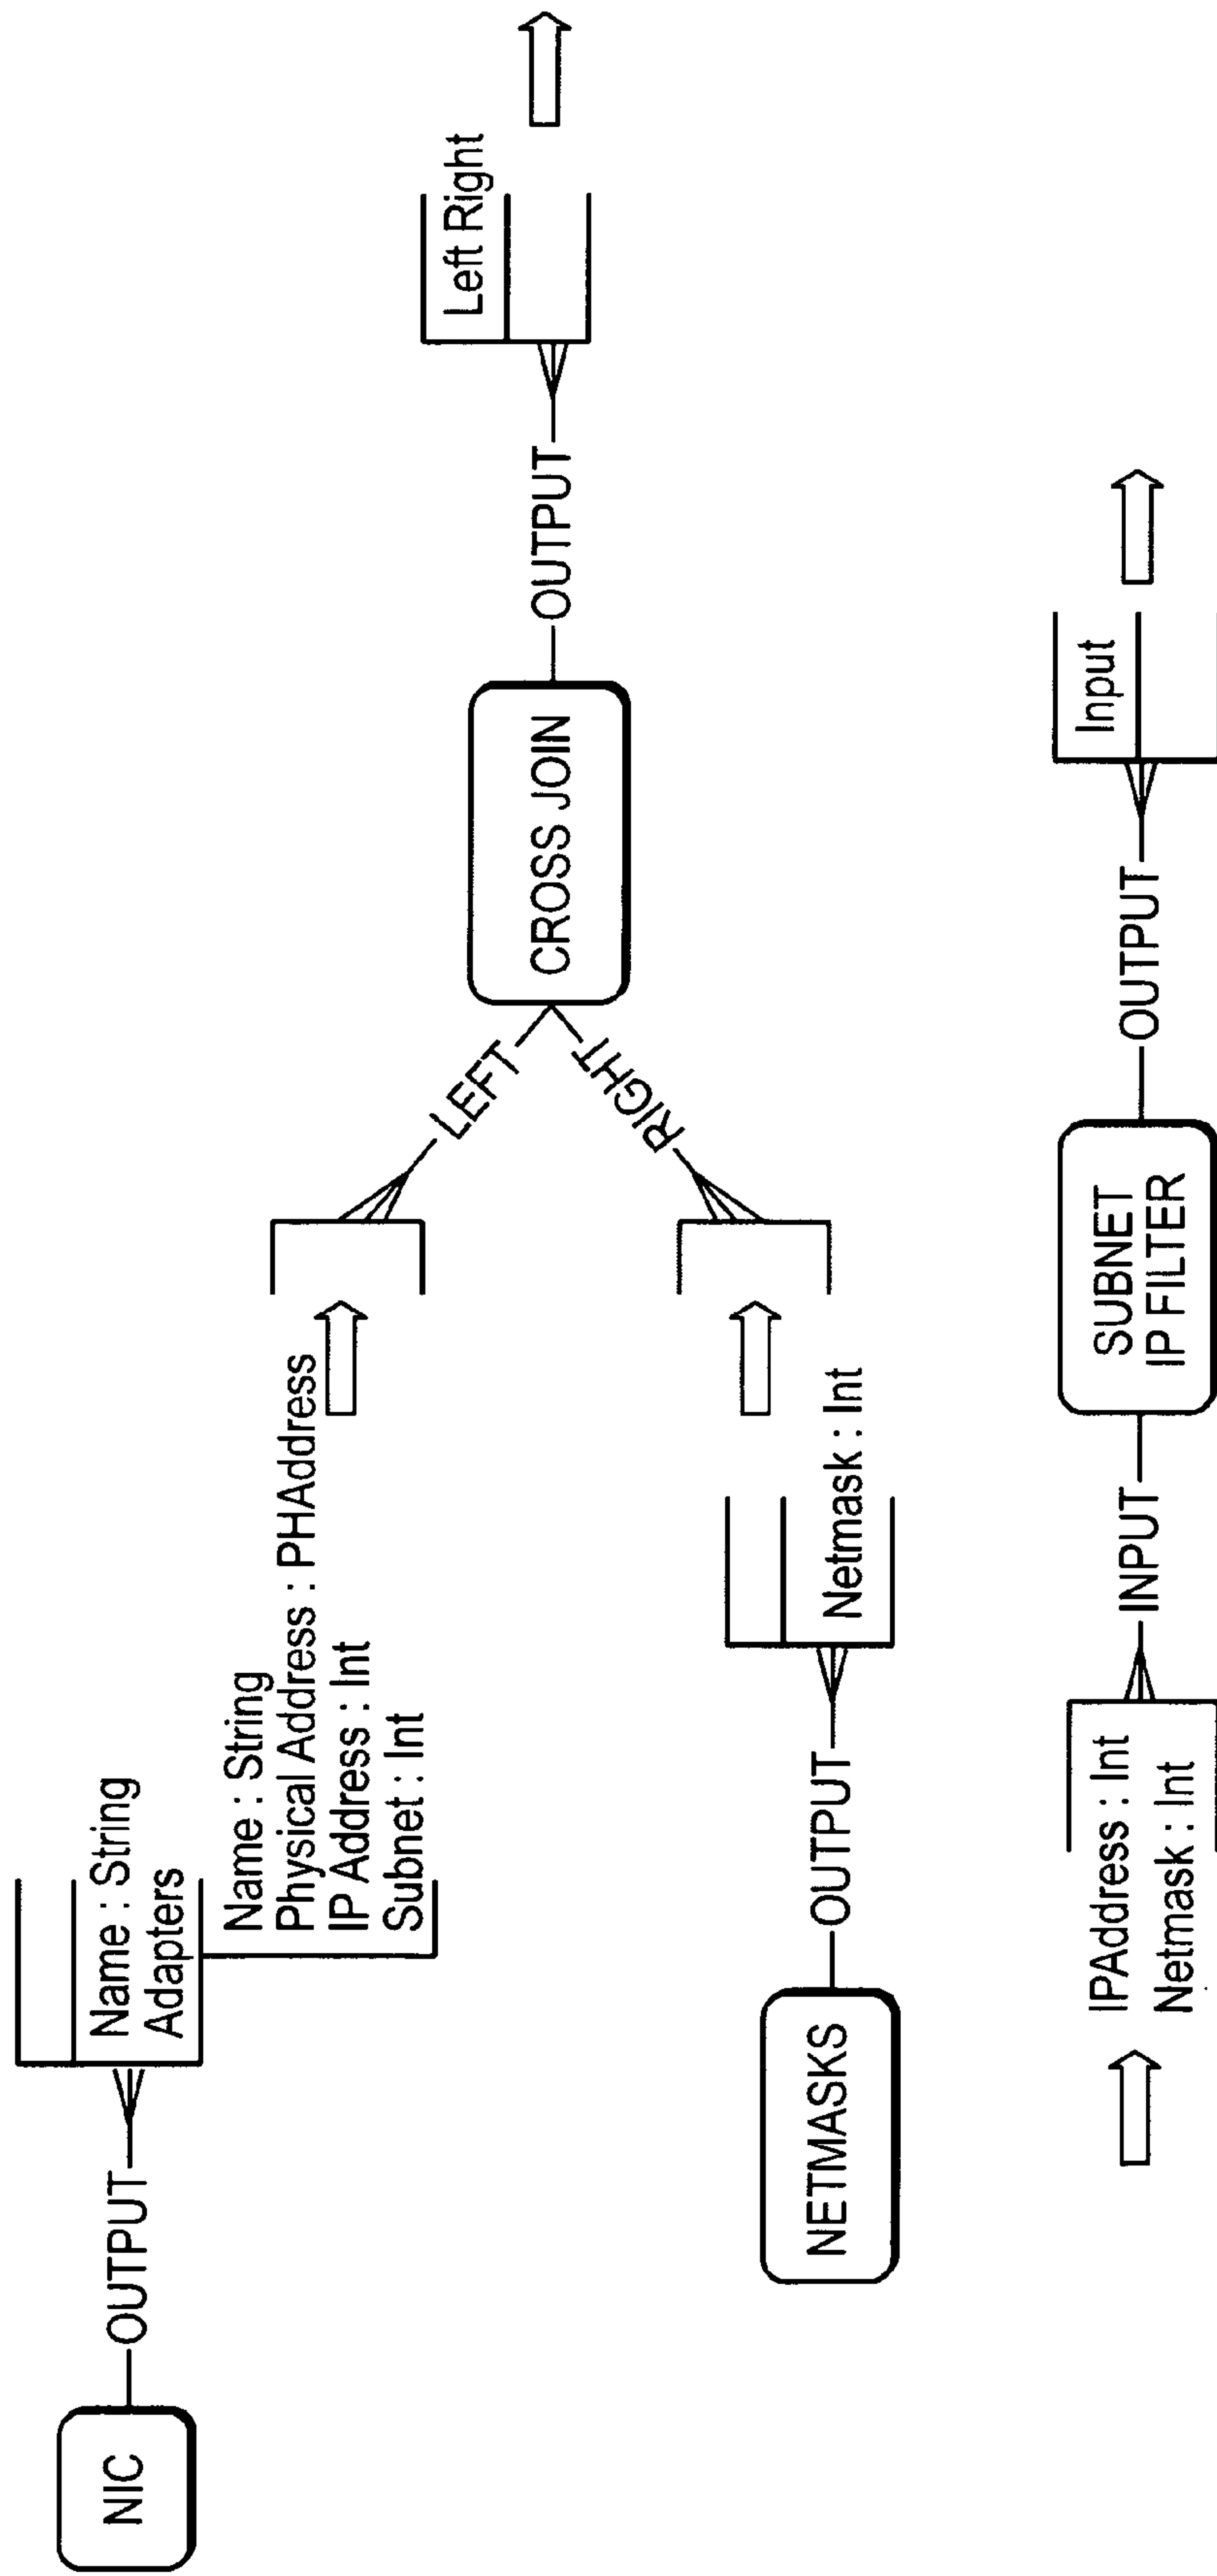 NIC
OUTPUT
Name : String
Adapters
Name : String
Physical Address : PHAddress
IP Address : Int
Subnet : Int
LEFT
RIGHT
CROSS JOIN
OUTPUT
Left Right
NETMASKS
OUTPUT
Netmask : Int
IPAddress : Int
Netmask : Int
INPUT
SUBNET
IP FILTER
OUTPUT
Input